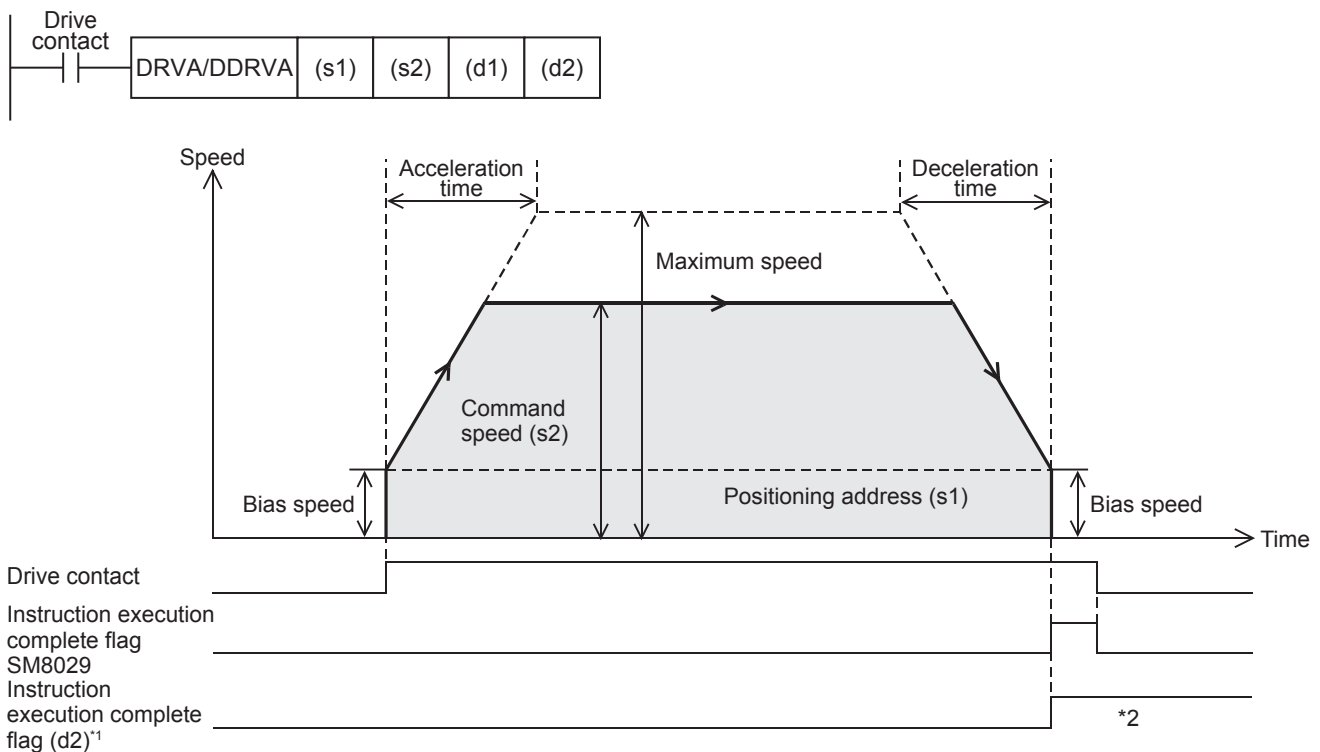 Drive
contact
DRVA/DDRVA (s1) (s2) (d1) (d2)
Speed
Acceleration
time
Deceleration
time
Maximum speed
Command
speed (s2)
Bias speed
Positioning address (s1)
Bias speed
Time
Drive contact
Instruction execution
complete flag
SM8029
Instruction
execution complete
flag (d2)*1
*2